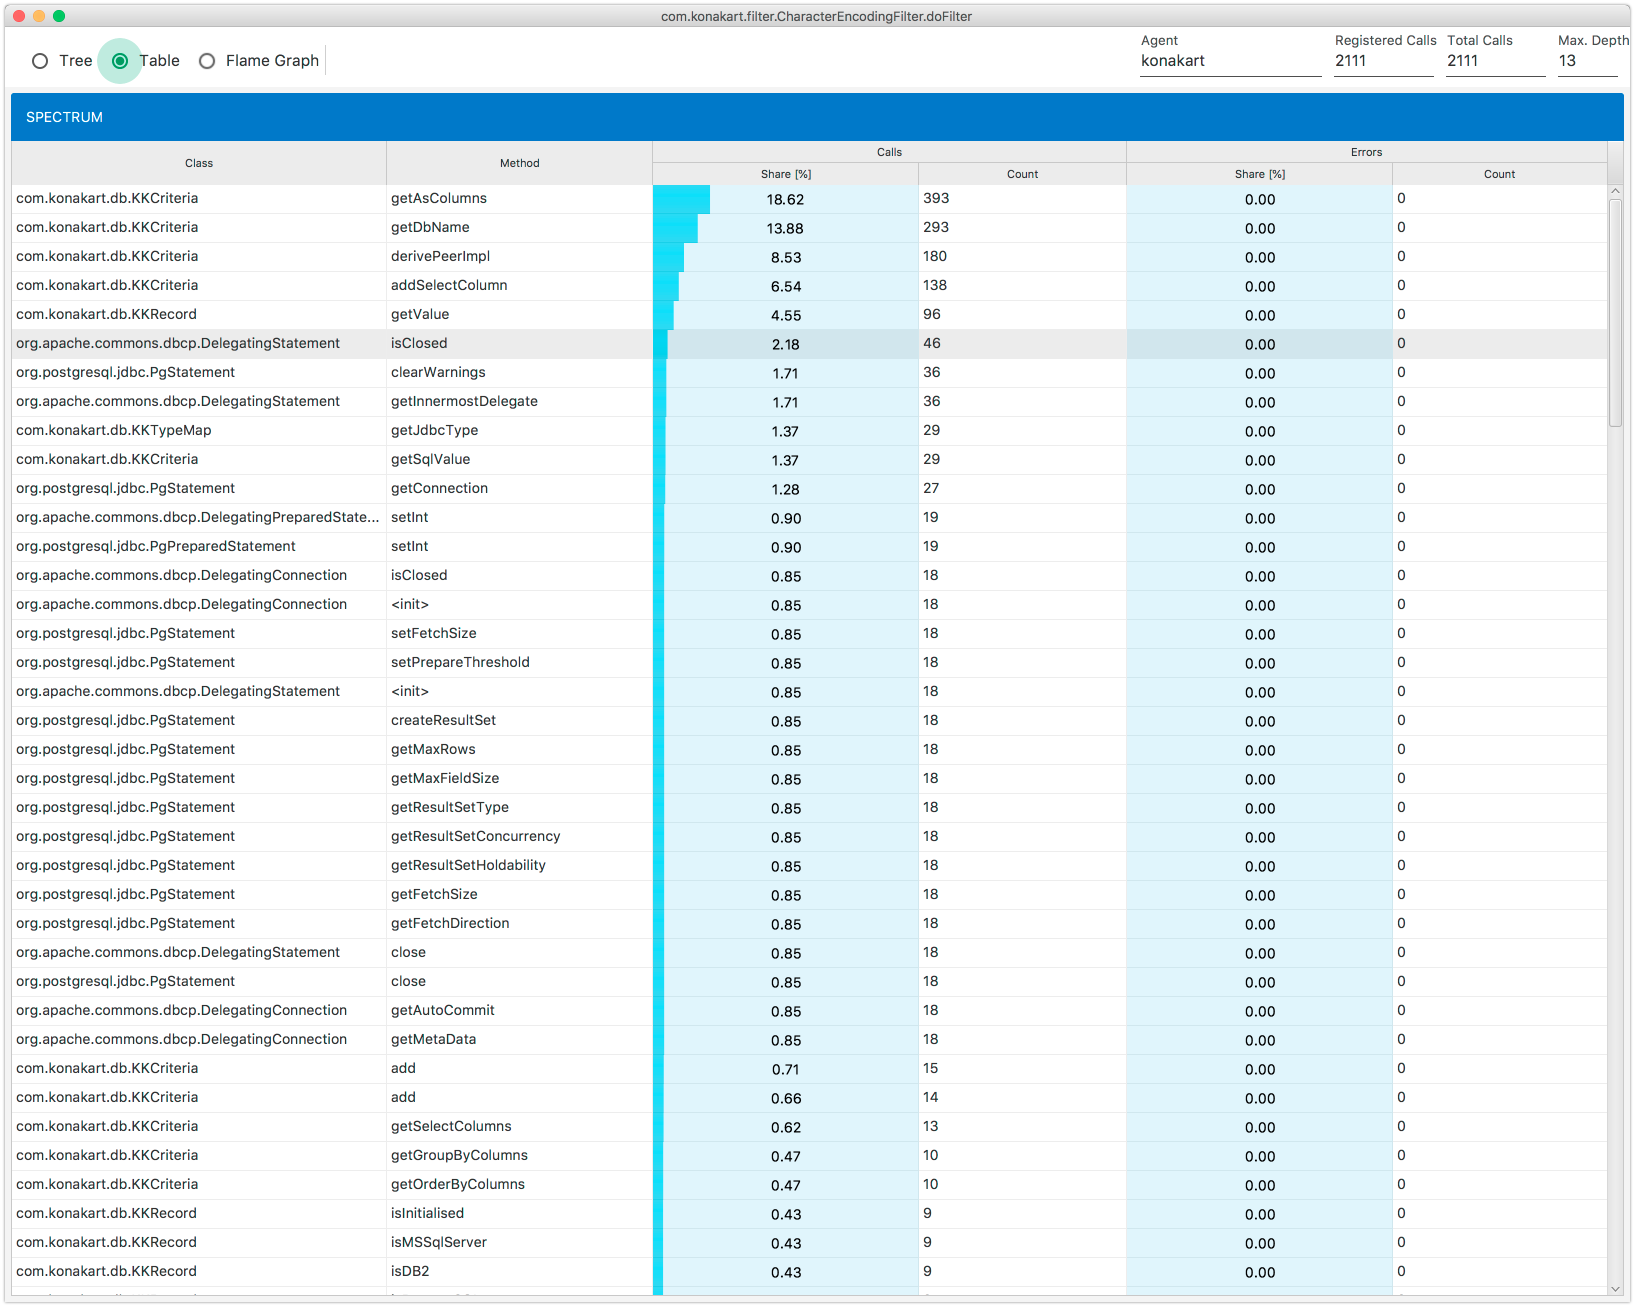 com.konakart.filter.CharacterEncodingFilter.doFilter
Tree Table Flame Graph
Agent Registered Calls Total Calls Max. Depth
konakart 2111 2111 13
SPECTRUM
Class Method Calls Errors
Share [%] Count Share [%] Count
com.konakart.db.KKCriteria getAsColumns 18.62 393 0.00 0
com.konakart.db.KKCriteria getDbName 13.88 293 0.00 0
com.konakart.db.KKCriteria derivePeerImpl 8.53 180 0.00 0
com.konakart.db.KKCriteria addSelectColumn 6.54 138 0.00 0
com.konakart.db.KKRecord getValue 4.55 96 0.00 0
org.apache.commons.dbcp.DelegatingStatement isClosed 2.18 46 0.00 0
org.postgresql.jdbc.PgStatement clearWarnings 1.71 36 0.00 0
org.apache.commons.dbcp.DelegatingStatement getInnermostDelegate 1.71 36 0.00 0
com.konakart.db.KKTypeMap getJdbcType 1.37 29 0.00 0
com.konakart.db.KKCriteria getSqlValue 1.37 29 0.00 0
org.postgresql.jdbc.PgStatement getConnection 1.28 27 0.00 0
org.apache.commons.dbcp.DelegatingPreparedState... setInt 0.90 19 0.00 0
org.postgresql.jdbc.PgPreparedStatement setInt 0.90 19 0.00 0
org.apache.commons.dbcp.DelegatingConnection isClosed 0.85 18 0.00 0
org.apache.commons.dbcp.DelegatingConnection <init> 0.85 18 0.00 0
org.postgresql.jdbc.PgStatement setFetchSize 0.85 18 0.00 0
org.postgresql.jdbc.PgStatement setPrepareThreshold 0.85 18 0.00 0
org.apache.commons.dbcp.DelegatingStatement <init> 0.85 18 0.00 0
org.postgresql.jdbc.PgStatement createResultSet 0.85 18 0.00 0
org.postgresql.jdbc.PgStatement getMaxRows 0.85 18 0.00 0
org.postgresql.jdbc.PgStatement getMaxFieldSize 0.85 18 0.00 0
org.postgresql.jdbc.PgStatement getResultSetType 0.85 18 0.00 0
org.postgresql.jdbc.PgStatement getResultSetConcurrency 0.85 18 0.00 0
org.postgresql.jdbc.PgStatement getResultSetHoldability 0.85 18 0.00 0
org.postgresql.jdbc.PgStatement getFetchSize 0.85 18 0.00 0
org.postgresql.jdbc.PgStatement getFetchDirection 0.85 18 0.00 0
org.apache.commons.dbcp.DelegatingStatement close 0.85 18 0.00 0
org.postgresql.jdbc.PgStatement close 0.85 18 0.00 0
org.apache.commons.dbcp.DelegatingConnection getAutoCommit 0.85 18 0.00 0
org.apache.commons.dbcp.DelegatingConnection getMetaData 0.85 18 0.00 0
com.konakart.db.KKCriteria add 0.71 15 0.00 0
com.konakart.db.KKCriteria add 0.66 14 0.00 0
com.konakart.db.KKCriteria getSelectColumns 0.62 13 0.00 0
com.konakart.db.KKCriteria getGroupByColumns 0.47 10 0.00 0
com.konakart.db.KKCriteria getOrderByColumns 0.47 10 0.00 0
com.konakart.db.KKRecord isInitialised 0.43 9 0.00 0
com.konakart.db.KKRecord isMSSqlServer 0.43 9 0.00 0
com.konakart.db.KKRecord isDB2 0.43 9 0.00 0